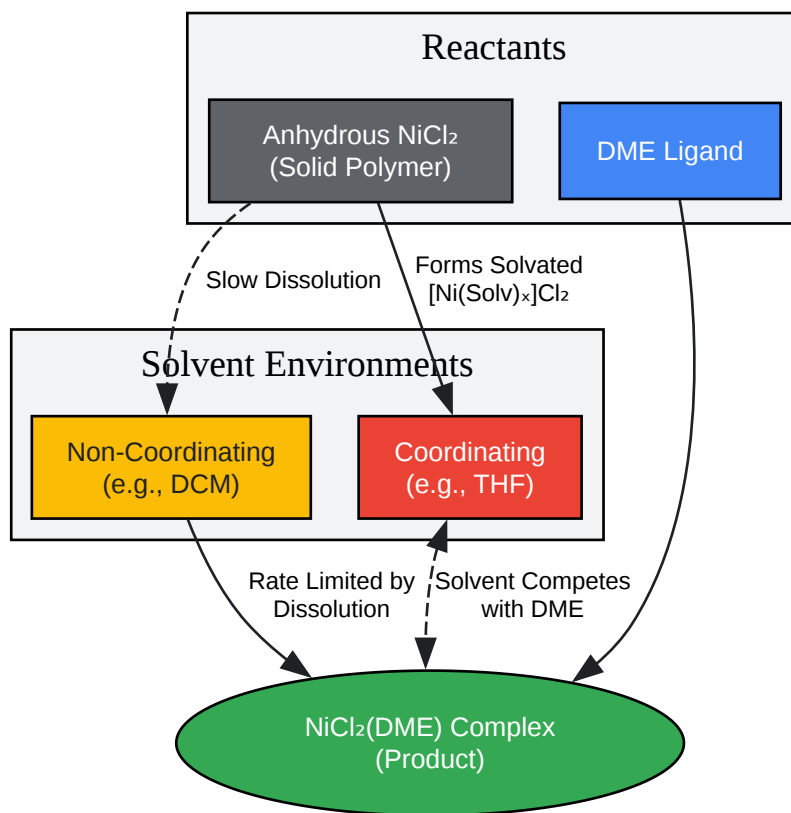 Reactants
Anhydrous NiCl₂
(Solid Polymer)
DME Ligand
Slow Dissolution
Forms Solvated
[Ni(Solv)ₓ]Cl₂
Solvent Environments
Non-Coordinating
(e.g., DCM)
Coordinating
(e.g., THF)
Rate Limited by
Dissolution
Solvent Competes
with DME
NiCl₂(DME) Complex
(Product)